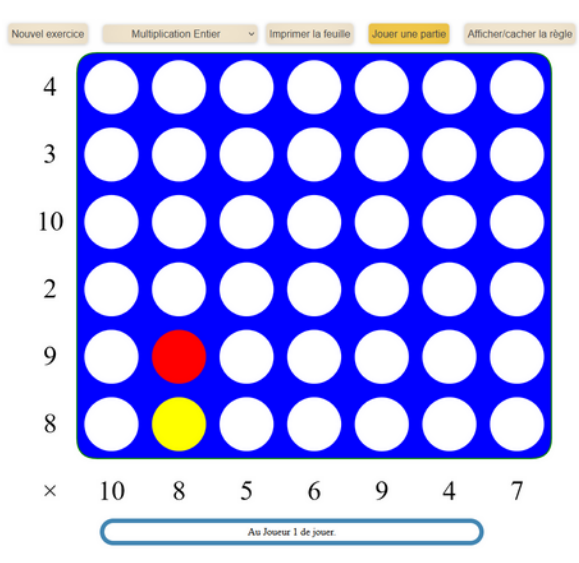 Nouvel exercice Multiplication Entier Imprimer la feuille Jouer une partie Afficher/cacher la règle
4
3
10
2
9
8
× 10 8 5 6 9 4 7
Au Joueur 1 de jouer.